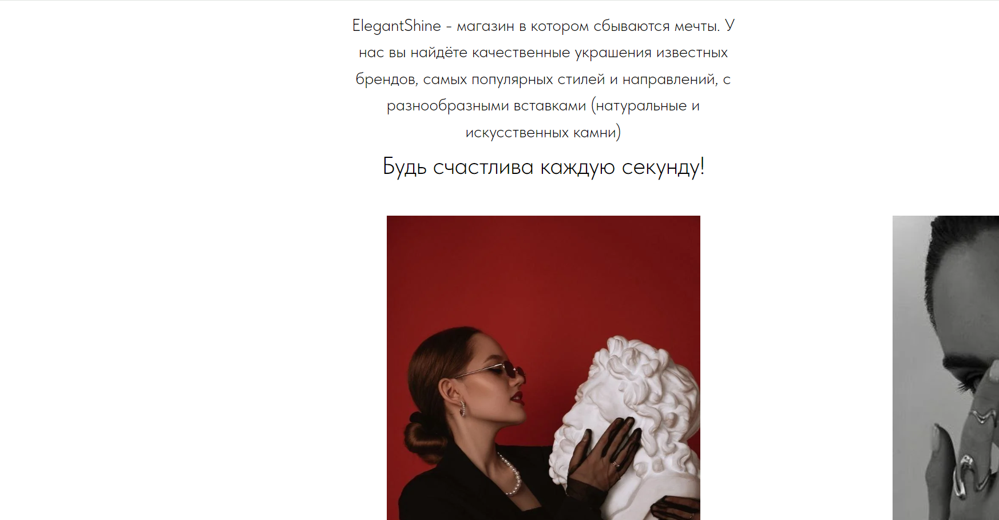 ElegantShine - магазин в котором сбываются мечты. У
нас вы найдёте качественные украшения известных
брендов, самых популярных стилей и направлений, с
разнообразными вставками (натуральные и
искусственных камни)
Будь счастлива каждую секунду!